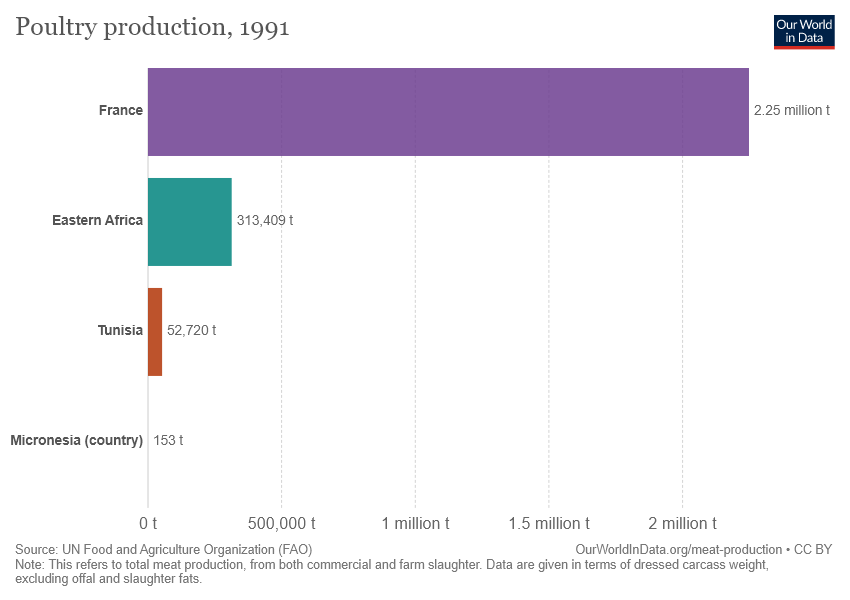 Poultry production, 1991
Our World
in Data
France
2.25 million t
Eastern Africa
313,409 t
Tunisia
52,720 t
Micronesia (country)
153 t
0 t
500,000 t
1 million t
1.5 million t
2 million t
Source: UN Food and Agriculture Organization (FAO)
OurWorldInData.org/meat-production • CC BY
Note: This refers to total meat production, from both commercial and farm slaughter. Data are given in terms of dressed carcass weight,
excluding offal and slaughter fats.